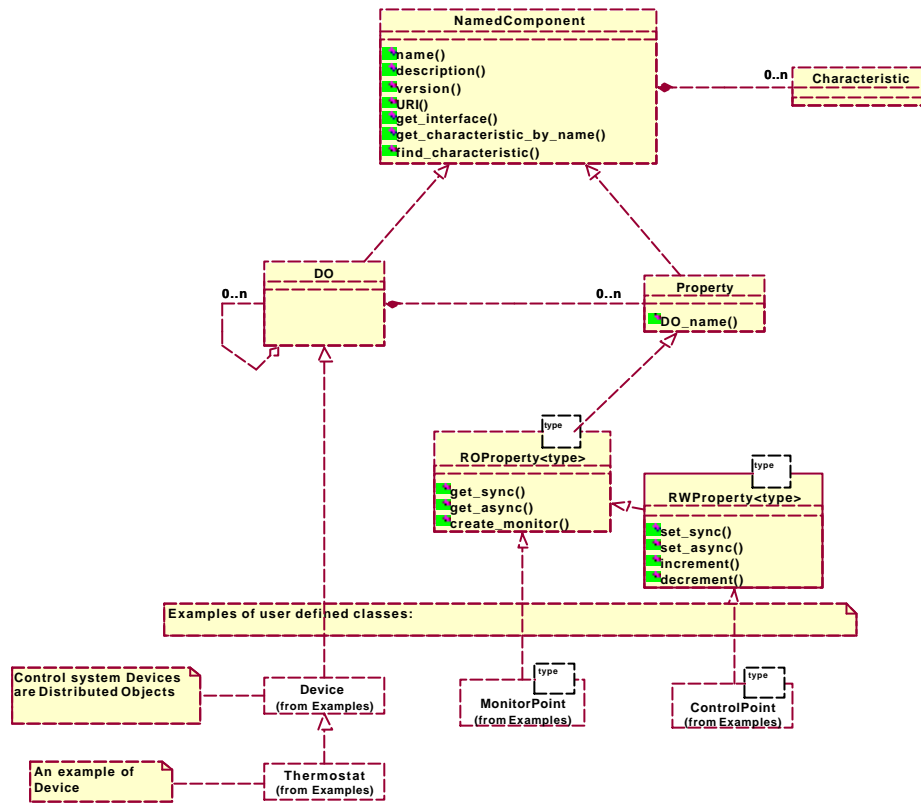 NamedComponent
name()
description()
version()
URI()
get_interface()
get_characteristic_by_name()
find_characteristic()
0..n
Characteristic
DO
0..n
0..n
Property
DO_name()
type
ROProperty<type>
get_sync()
get_async()
create_monitor()
type
RWProperty<type>
set_sync()
set_async()
increment()
decrement()
Examples of user defined classes:
Control system Devices
are Distributed Objects
Device
(from Examples)
type
MonitorPoint
(from Examples)
type
ControlPoint
(from Examples)
An example of
Device
Thermostat
(from Examples)